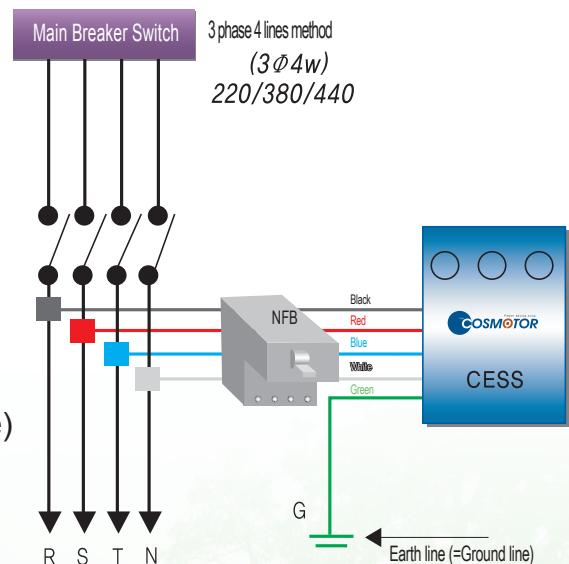 Main Breaker Switch
3 phase 4 lines method
(3Φ4w)
220/380/440
NFB
Black
Red
Blue
White
Green
COSMOTOR
CESS
e)
G
Earth line (=Ground line)
R S T N